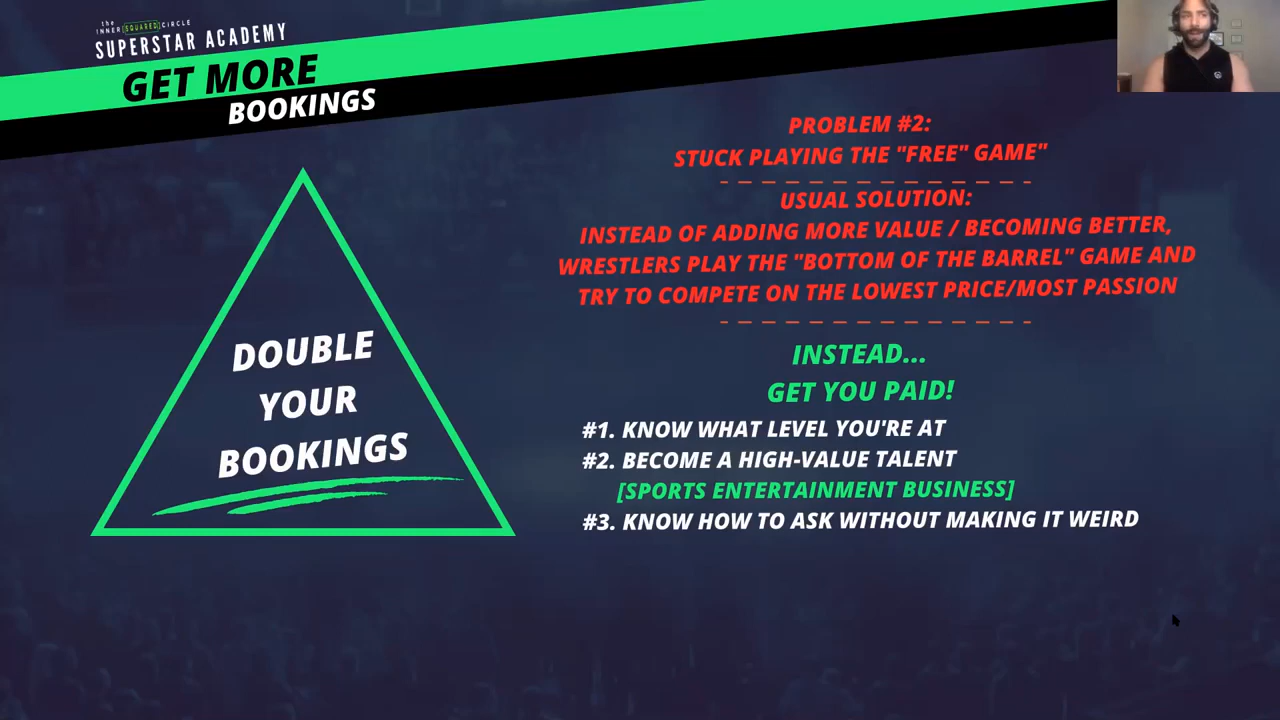 the
INNER SQUARED CIRCLE
SUPERSTAR ACADEMY
GET MORE
BOOKINGS
DOUBLE
YOUR
BOOKINGS
PROBLEM #2:
STUCK PLAYING THE "FREE" GAME"
USUAL SOLUTION:
INSTEAD OF ADDING MORE VALUE / BECOMING BETTER,
WRESTLERS PLAY THE "BOTTOM OF THE BARREL" GAME AND
TRY TO COMPETE ON THE LOWEST PRICE/MOST PASSION
INSTEAD...
GET YOU PAID!
#1. KNOW WHAT LEVEL YOU'RE AT
#2. BECOME A HIGH-VALUE TALENT
[SPORTS ENTERTAINMENT BUSINESS]
#3. KNOW HOW TO ASK WITHOUT MAKING IT WEIRD